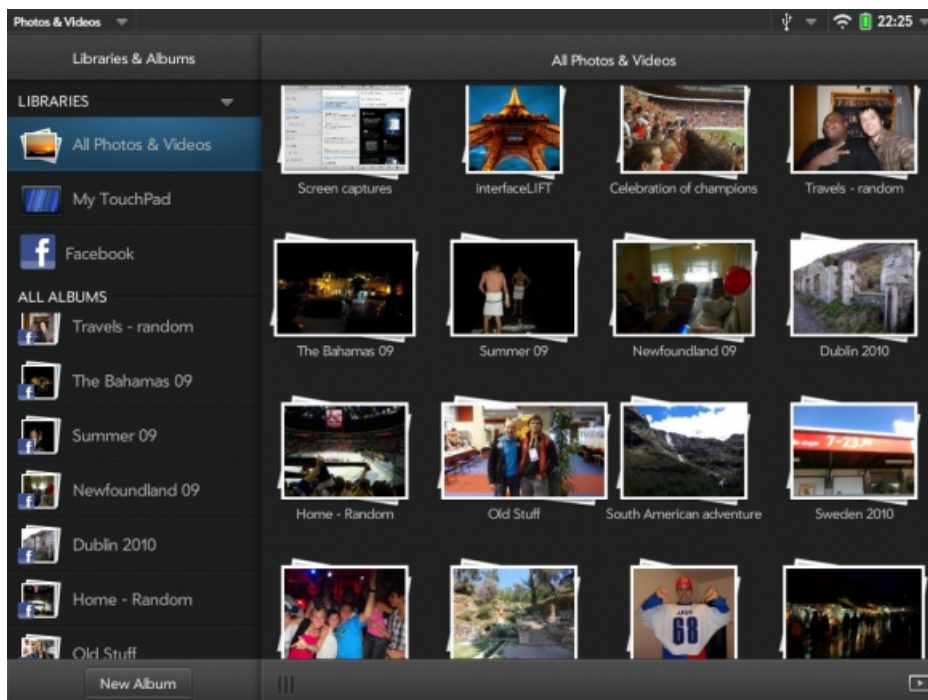 Photos & Videos
22:25
Libraries & Albums
All Photos & Videos
LIBRARIES
All Photos & Videos
My TouchPad
Facebook
ALL ALBUMS
Travels - random
The Bahamas 09
Summer 09
Newfoundland 09
Dublin 2010
Home - Random
Old Stuff
New Album
Screen captures
interfaceLIFT
Celebration of champions
Travels - random
The Bahamas 09
Summer 09
Newfoundland 09
Dublin 2010
Home - Random
Old Stuff
South American adventure
7-23
Sweden 2010
68